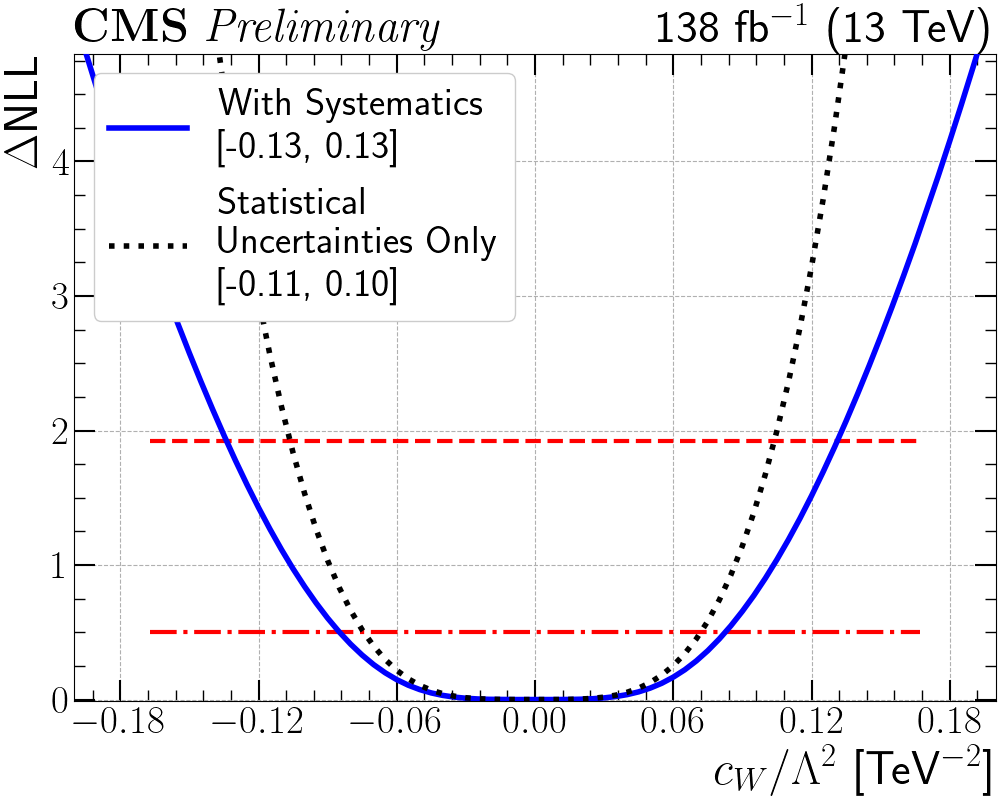 CMS Preliminary 138 fb⁻¹ (13 TeV)
ΔNLL
With Systematics
[-0.13, 0.13]
Statistical
Uncertainties Only
[-0.11, 0.10]
4
3
2
1
0
−0.18 −0.12 −0.06 0.00 0.06 0.12 0.18
c_W/Λ² [TeV⁻²]